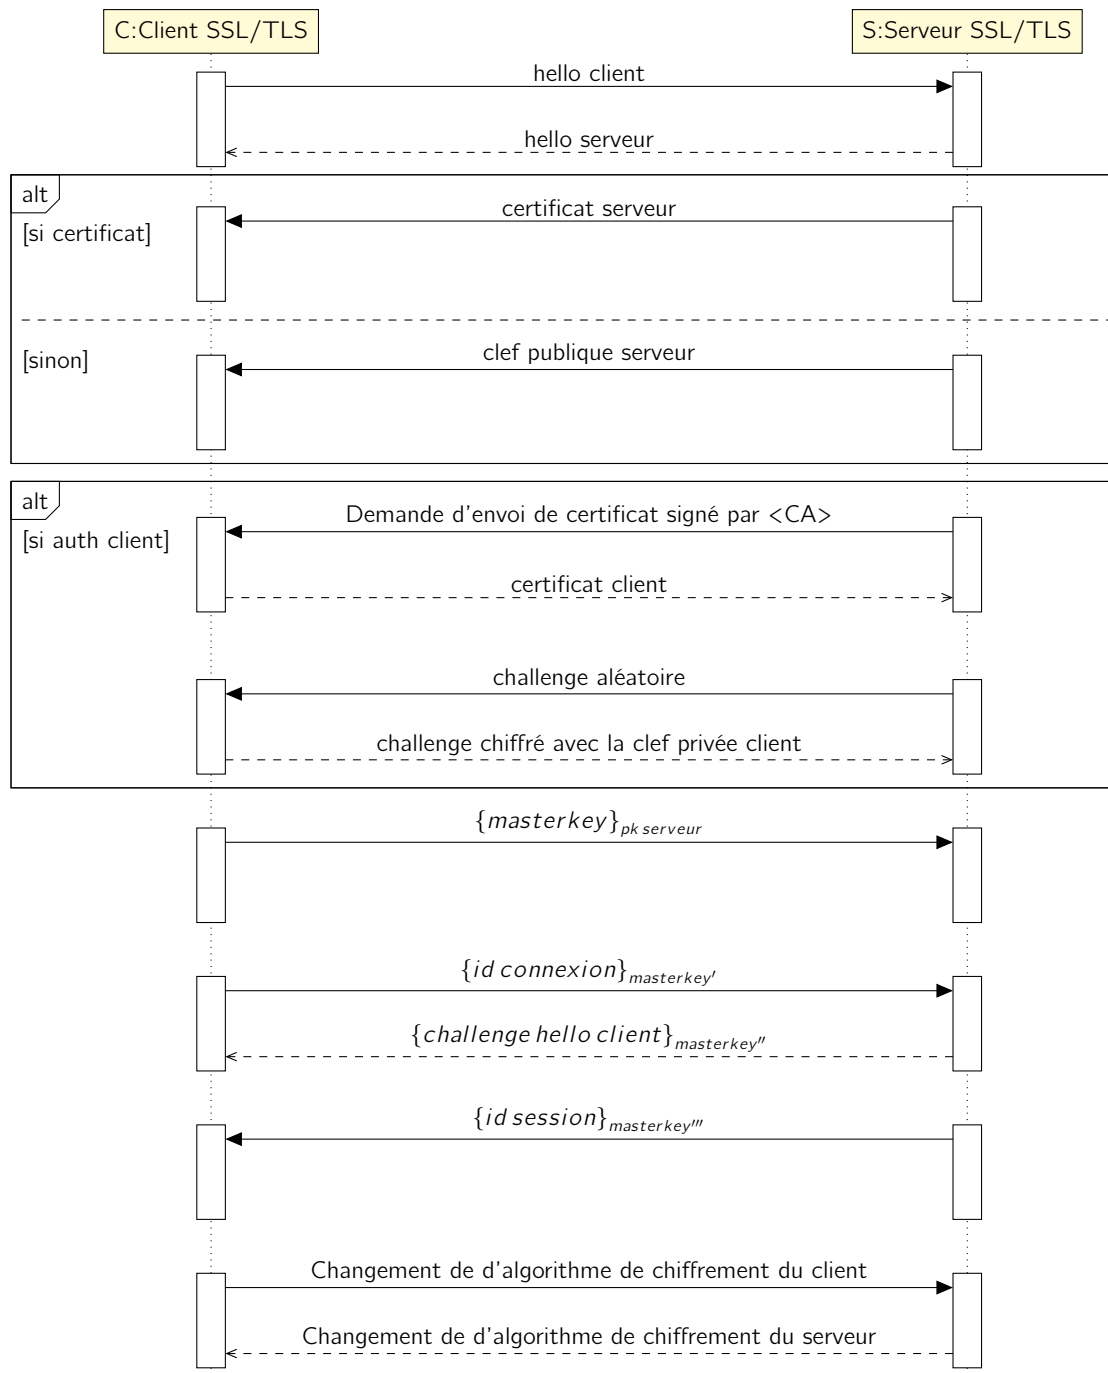 C:Client SSL/TLS
S:Serveur SSL/TLS
hello client
hello serveur
alt
certificat serveur
[si certificat]
clef publique serveur
[sinon]
alt
Demande d'envoi de certificat signé par <CA>
[si auth client]
certificat client
challenge aléatoire
challenge chiffré avec la clef privée client
{masterkey}pk serveur
{id connexion}masterkey′
{challenge hello client}masterkey″
{id session}masterkey‴
Changement de d'algorithme de chiffrement du client
Changement de d'algorithme de chiffrement du serveur